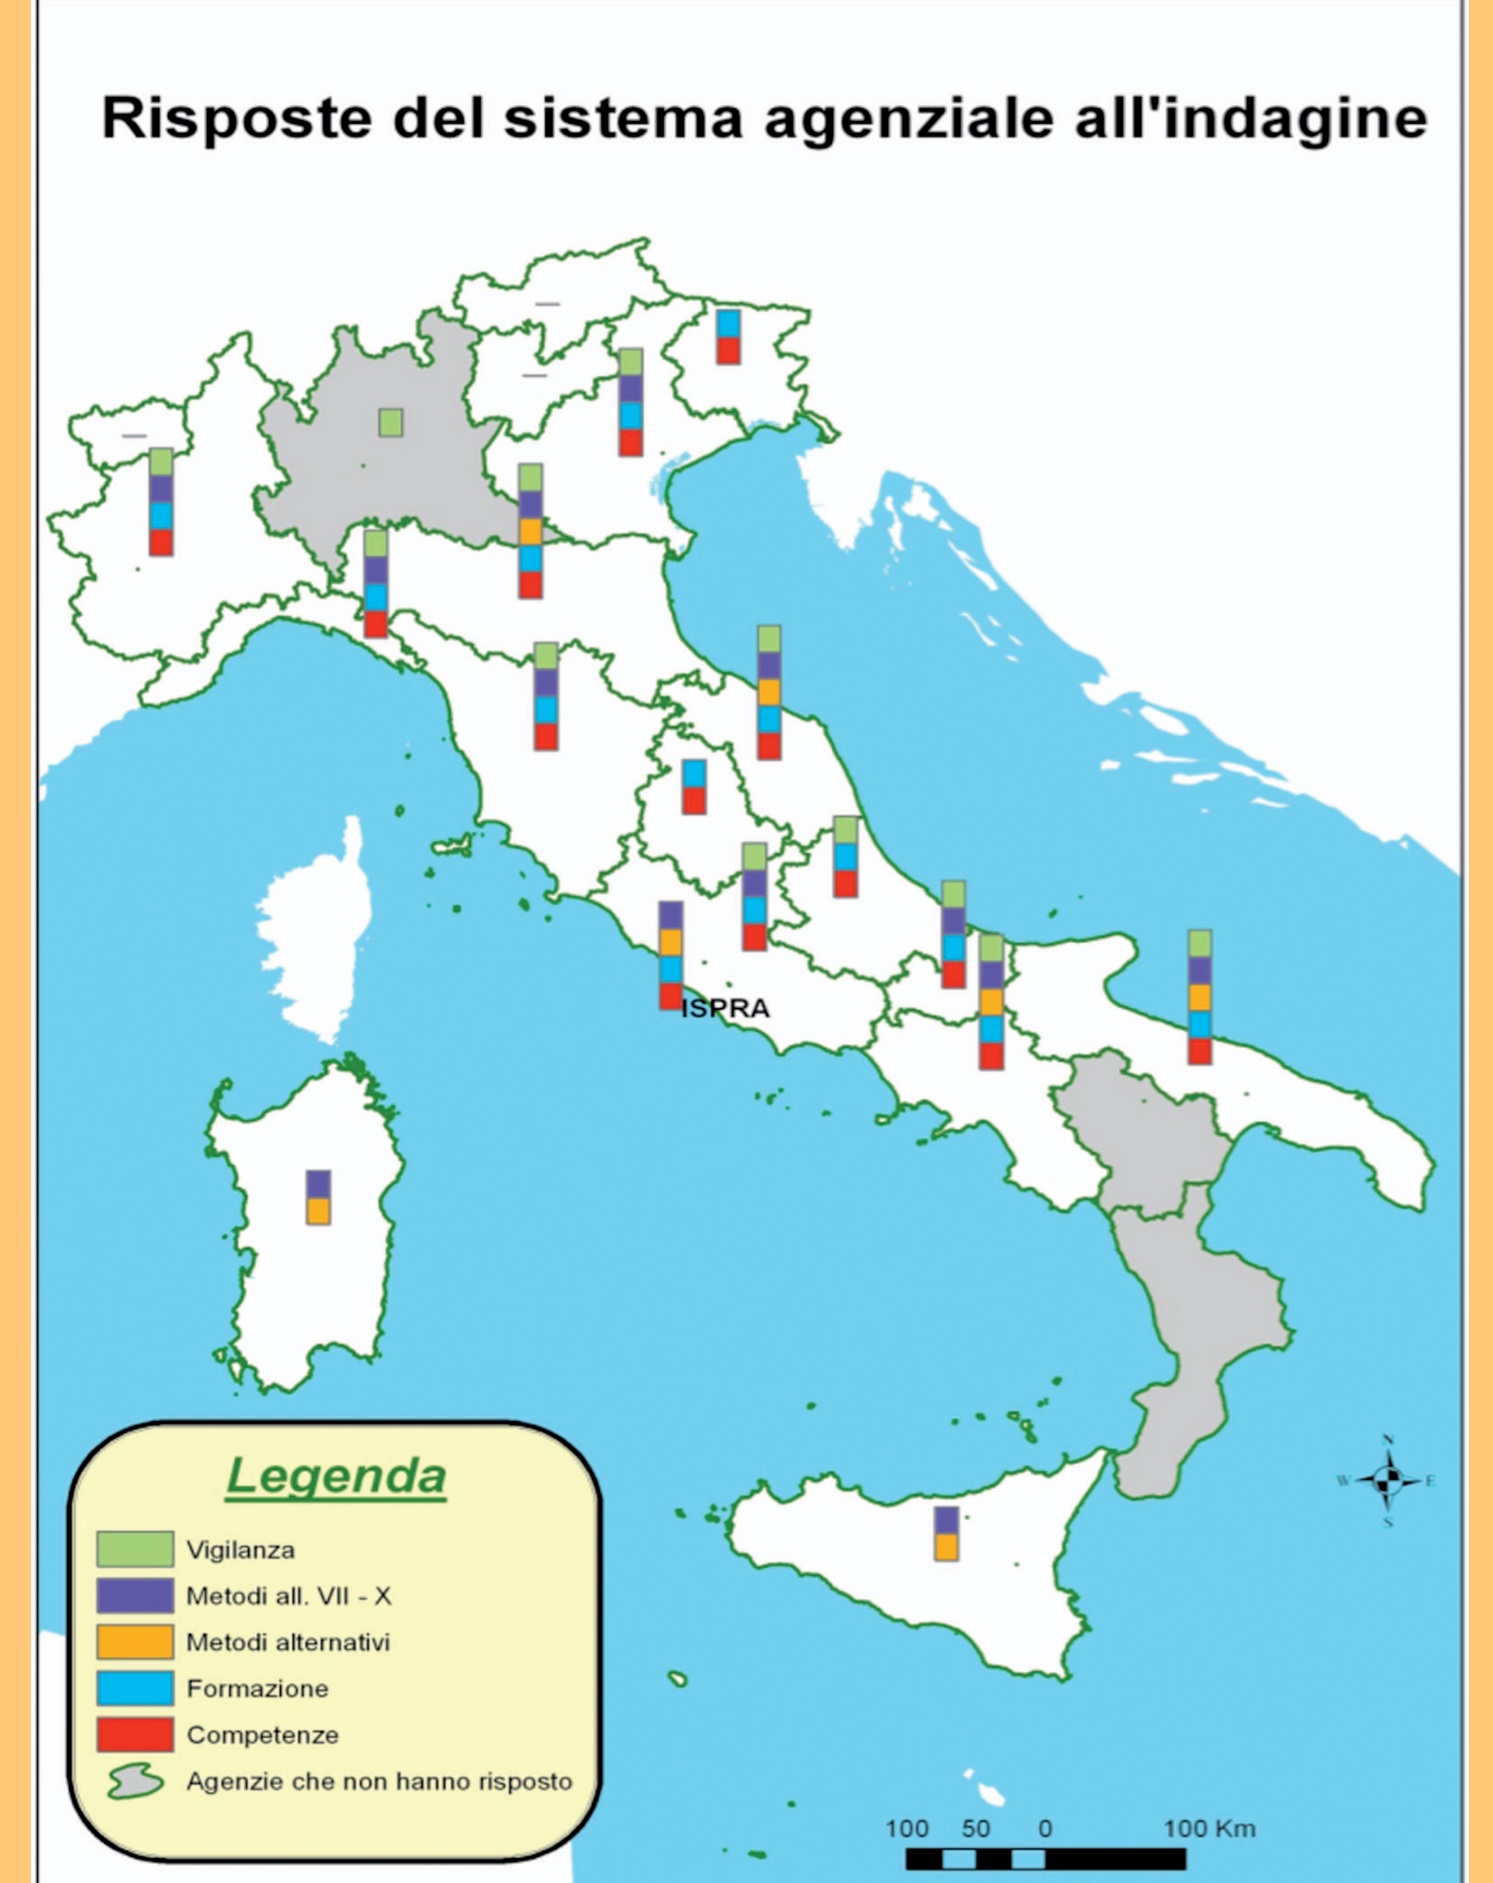 Risposte del sistema agenziale all'indagine
ISPRA
N
W E
S
Legenda
Vigilanza
Metodi all. VII - X
Metodi alternativi
Formazione
Competenze
Agenzie che non hanno risposto
100 50 0 100 Km